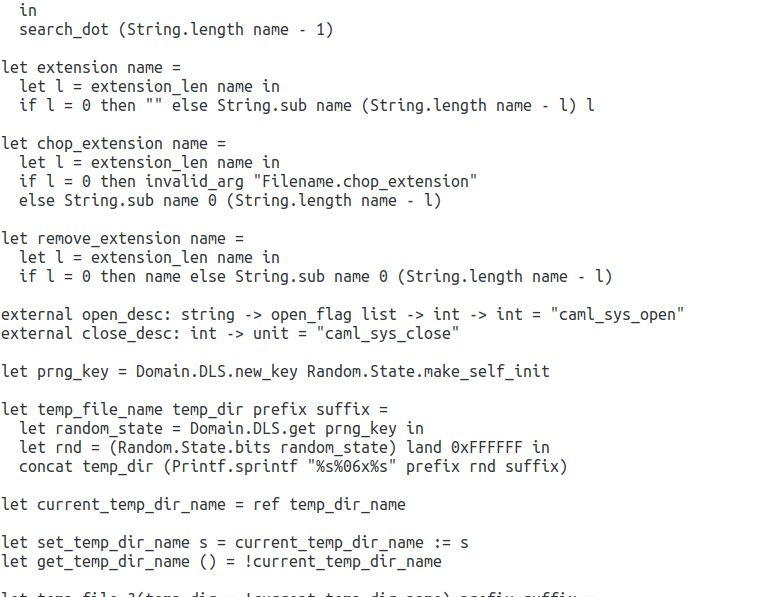 in
search_dot (String.length name - 1)
let extension name =
let l = extension_len name in
if l = 0 then "" else String.sub name (String.length name - l) l
let chop_extension name =
let l = extension_len name in
if l = 0 then invalid_arg "Filename.chop_extension"
else String.sub name 0 (String.length name - l)
let remove_extension name =
let l = extension_len name in
if l = 0 then name else String.sub name 0 (String.length name - l)
external open_desc: string -> open_flag list -> int -> int = "caml_sys_open"
external close_desc: int -> unit = "caml_sys_close"
let prng_key = Domain.DLS.new_key Random.State.make_self_init
let temp_file_name temp_dir prefix suffix =
let random_state = Domain.DLS.get prng_key in
let rnd = (Random.State.bits random_state) land 0xFFFFFF in
concat temp_dir (Printf.sprintf "%s%06x%s" prefix rnd suffix)
let current_temp_dir_name = ref temp_dir_name
let set_temp_dir_name s = current_temp_dir_name := s
let get_temp_dir_name () = !current_temp_dir_name